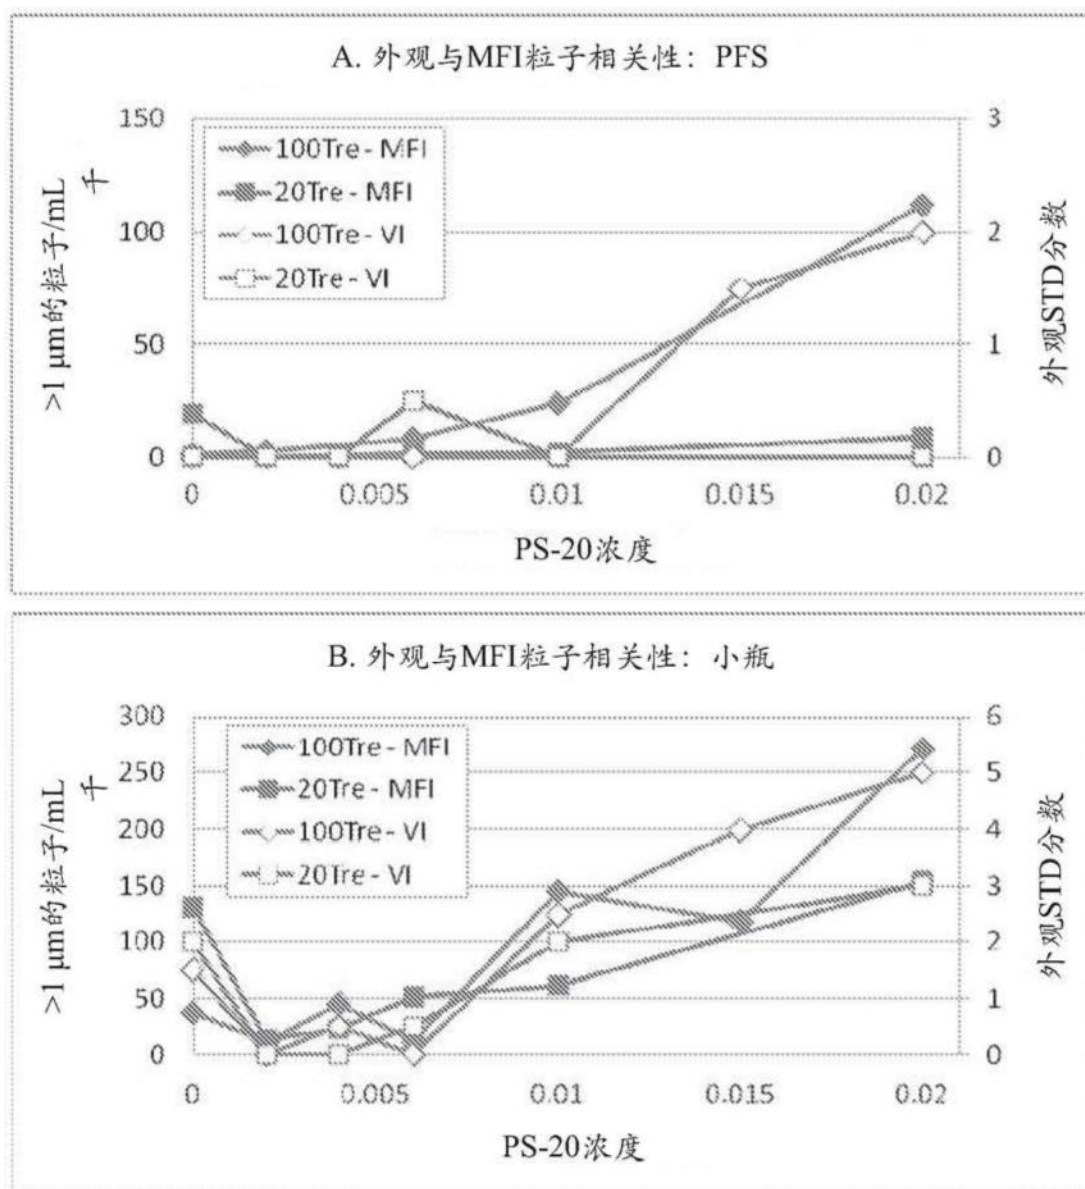 A. 外观与MFI粒子相关性：PFS
>1 μm的粒子/mL
千
150
100
50
0
100Tre - MFI
20Tre - MFI
100Tre - VI
20Tre - VI
3
2
1
0
外观STD分数
0 0.005 0.01 0.015 0.02
PS-20浓度
B. 外观与MFI粒子相关性：小瓶
>1 μm的粒子/mL
千
300
250
200
150
100
50
0
100Tre - MFI
20Tre - MFI
100Tre - VI
20Tre - VI
6
5
4
3
2
1
0
外观STD分数
0 0.005 0.01 0.015 0.02
PS-20浓度